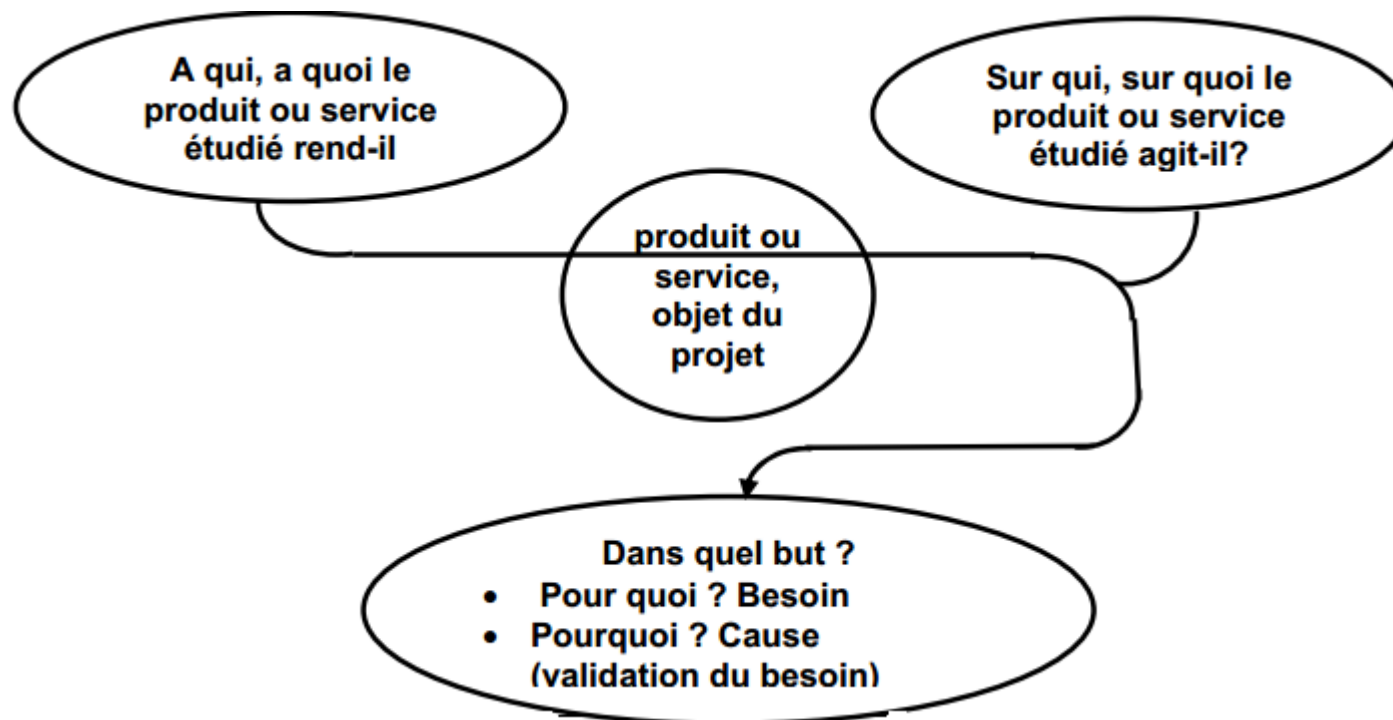 A qui, a quoi le
produit ou service
étudié rend-il
Sur qui, sur quoi le
produit ou service
étudié agit-il?
produit ou
service,
objet du
projet
Dans quel but ?
• Pour quoi ? Besoin
• Pourquoi ? Cause
(validation du besoin)